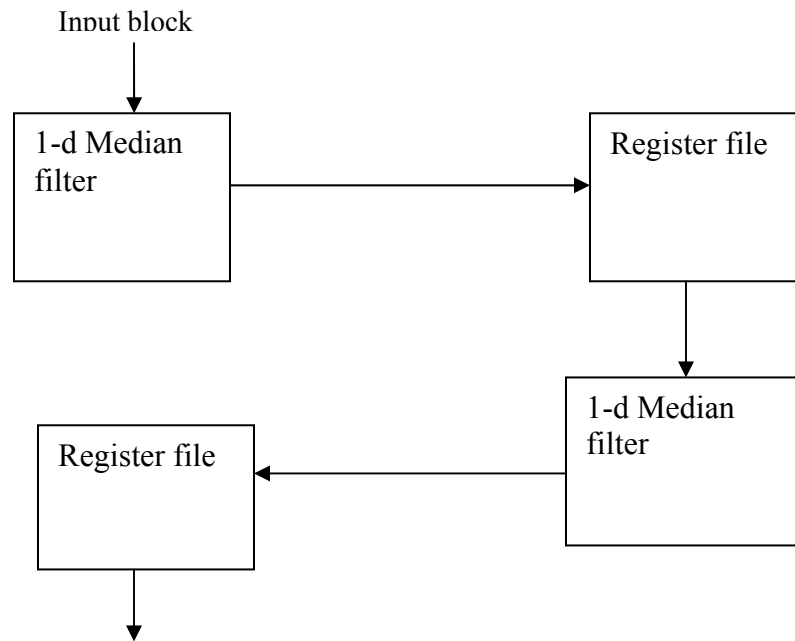 Input block
1-d Median
filter
Register file
1-d Median
filter
Register file